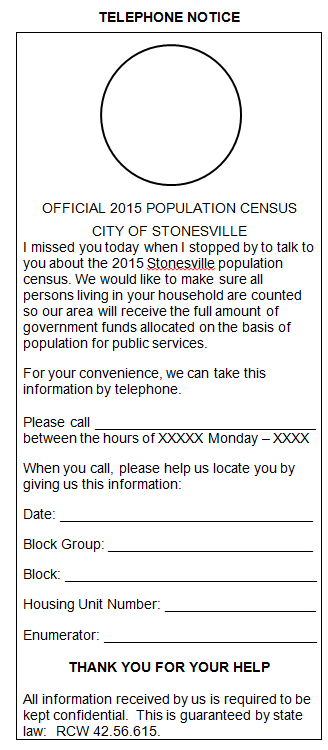 TELEPHONE NOTICE
OFFICIAL 2015 POPULATION CENSUS
CITY OF STONESVILLE
I missed you today when I stopped by to talk to
you about the 2015 Stonesville population
census. We would like to make sure all
persons living in your household are counted
so our area will receive the full amount of
government funds allocated on the basis of
population for public services.
For your convenience, we can take this
information by telephone.
Please call ____________________________
between the hours of XXXXX Monday – XXXX
When you call, please help us locate you by
giving us this information:
Date: ________________________________
Block Group: __________________________
Block: ________________________________
Housing Unit Number: ___________________
Enumerator: ___________________________
THANK YOU FOR YOUR HELP
All information received by us is required to be
kept confidential.  This is guaranteed by state
law:  RCW 42.56.615.